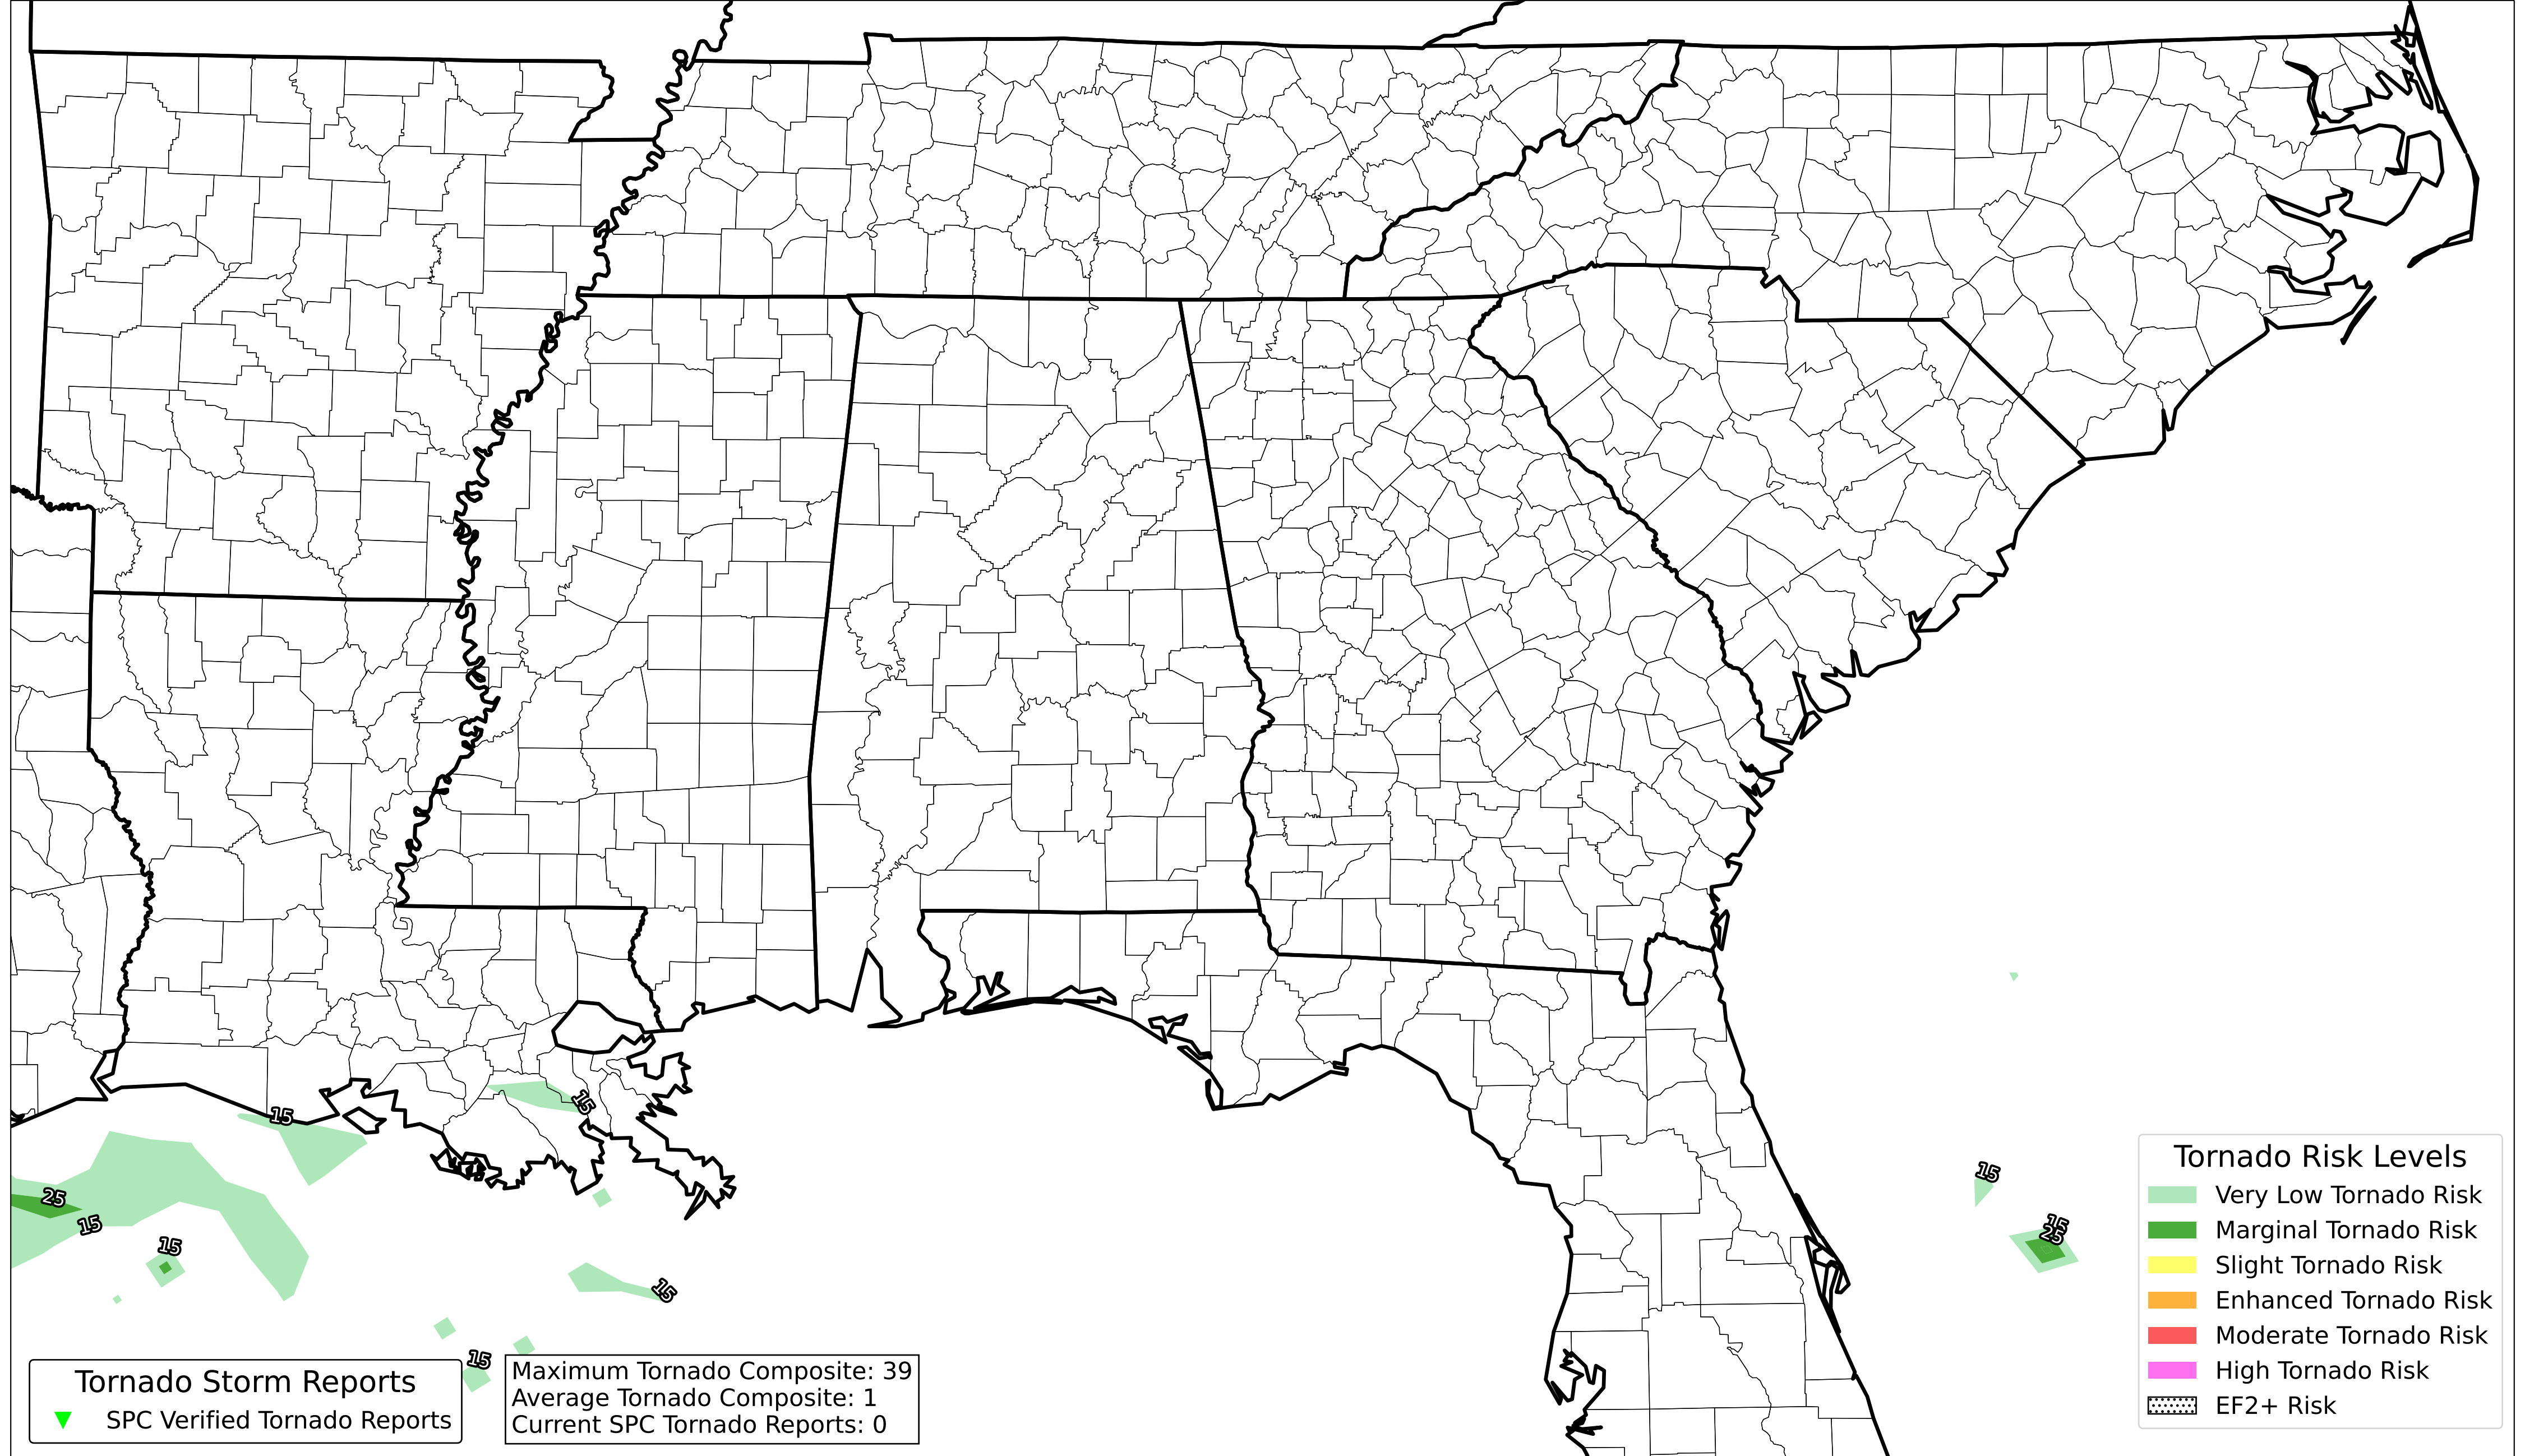 15
15
25
15
15
15
15
15
15
25
Tornado Storm Reports
SPC Verified Tornado Reports
Maximum Tornado Composite: 39
Average Tornado Composite: 1
Current SPC Tornado Reports: 0
Tornado Risk Levels
Very Low Tornado Risk
Marginal Tornado Risk
Slight Tornado Risk
Enhanced Tornado Risk
Moderate Tornado Risk
High Tornado Risk
EF2+ Risk